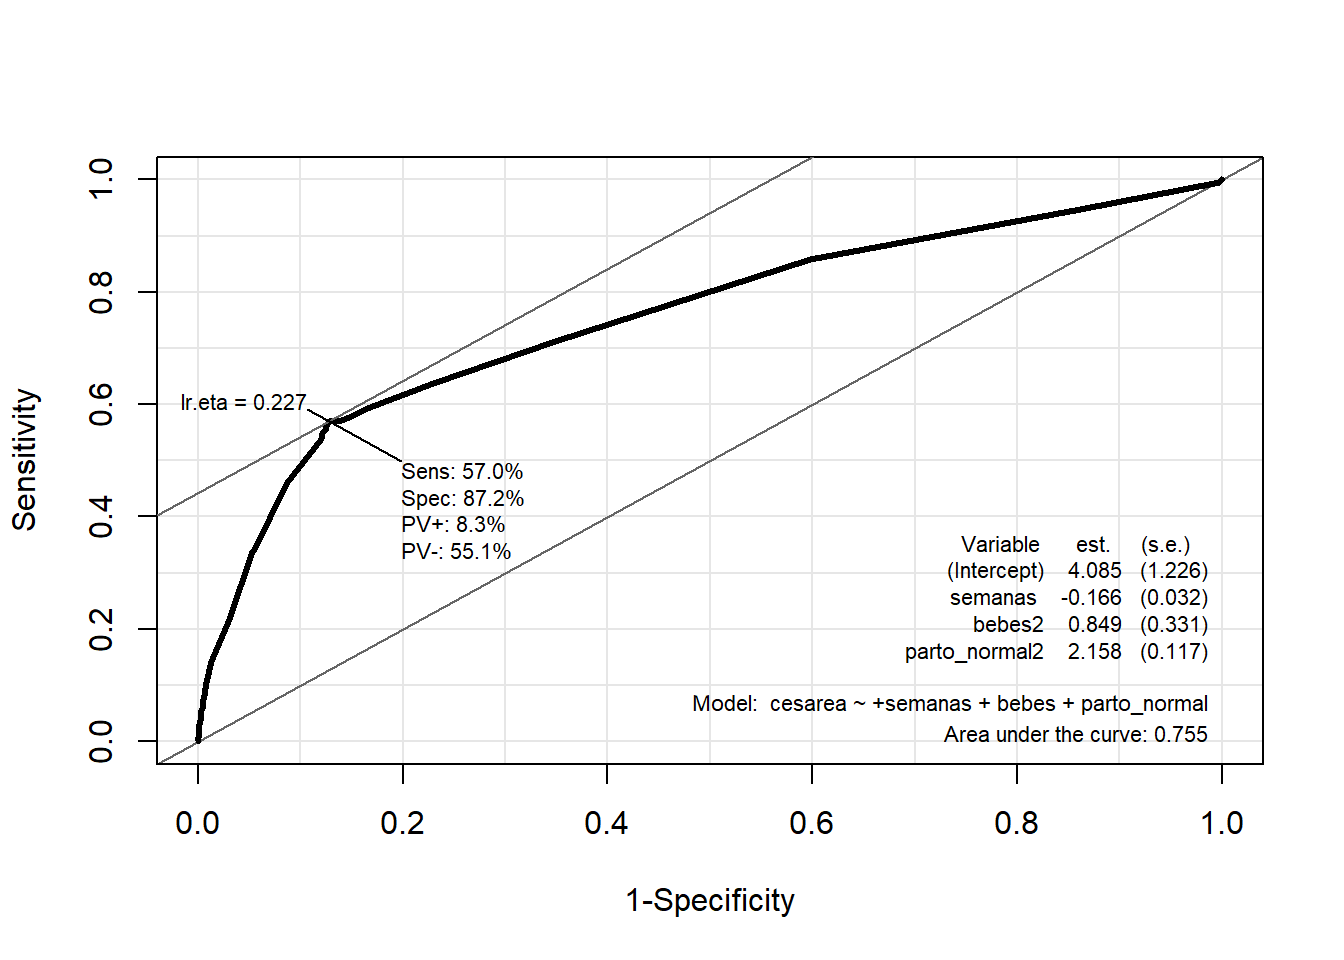 1.0
0.8
0.6
0.4
0.2
0.0
Sensitivity
lr.eta = 0.227
Sens: 57.0%
Spec: 87.2%
PV+: 8.3%
PV-: 55.1%
Variable est. (s.e.)
(Intercept) 4.085 (1.226)
semanas -0.166 (0.032)
bebes2 0.849 (0.331)
parto_normal2 2.158 (0.117)
Model: cesarea ~ +semanas + bebes + parto_normal
Area under the curve: 0.755
0.0 0.2 0.4 0.6 0.8 1.0
1-Specificity